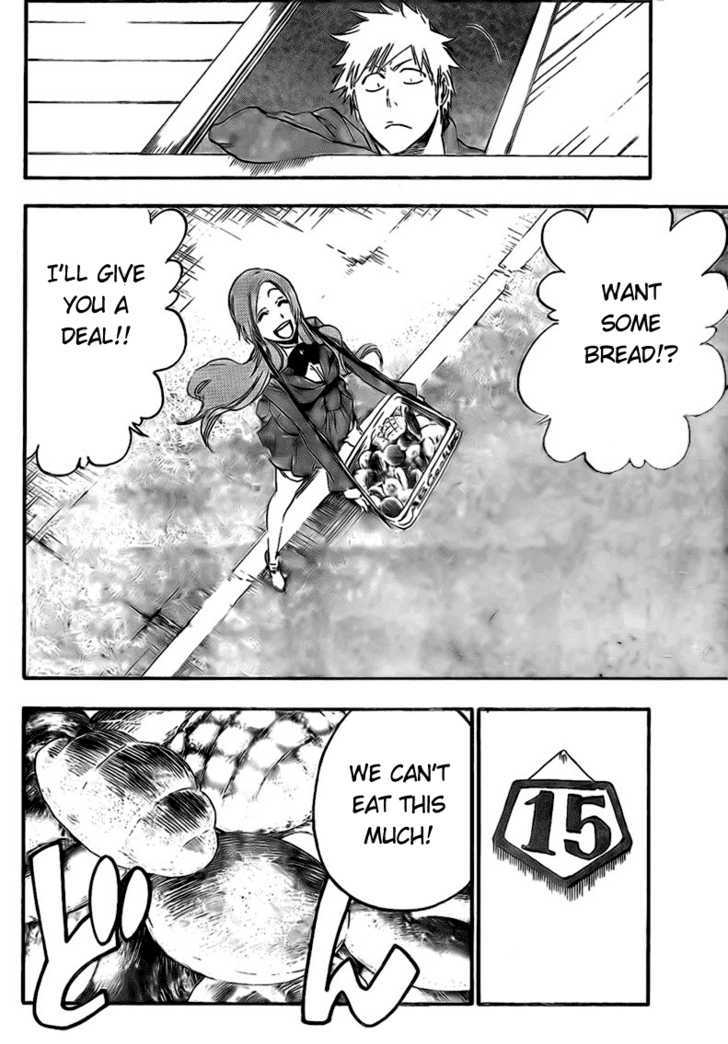 WANT
SOME
BREAD!?
I'LL GIVE
YOU A
DEAL!!
15
WE CAN'T
EAT THIS
MUCH!
どん